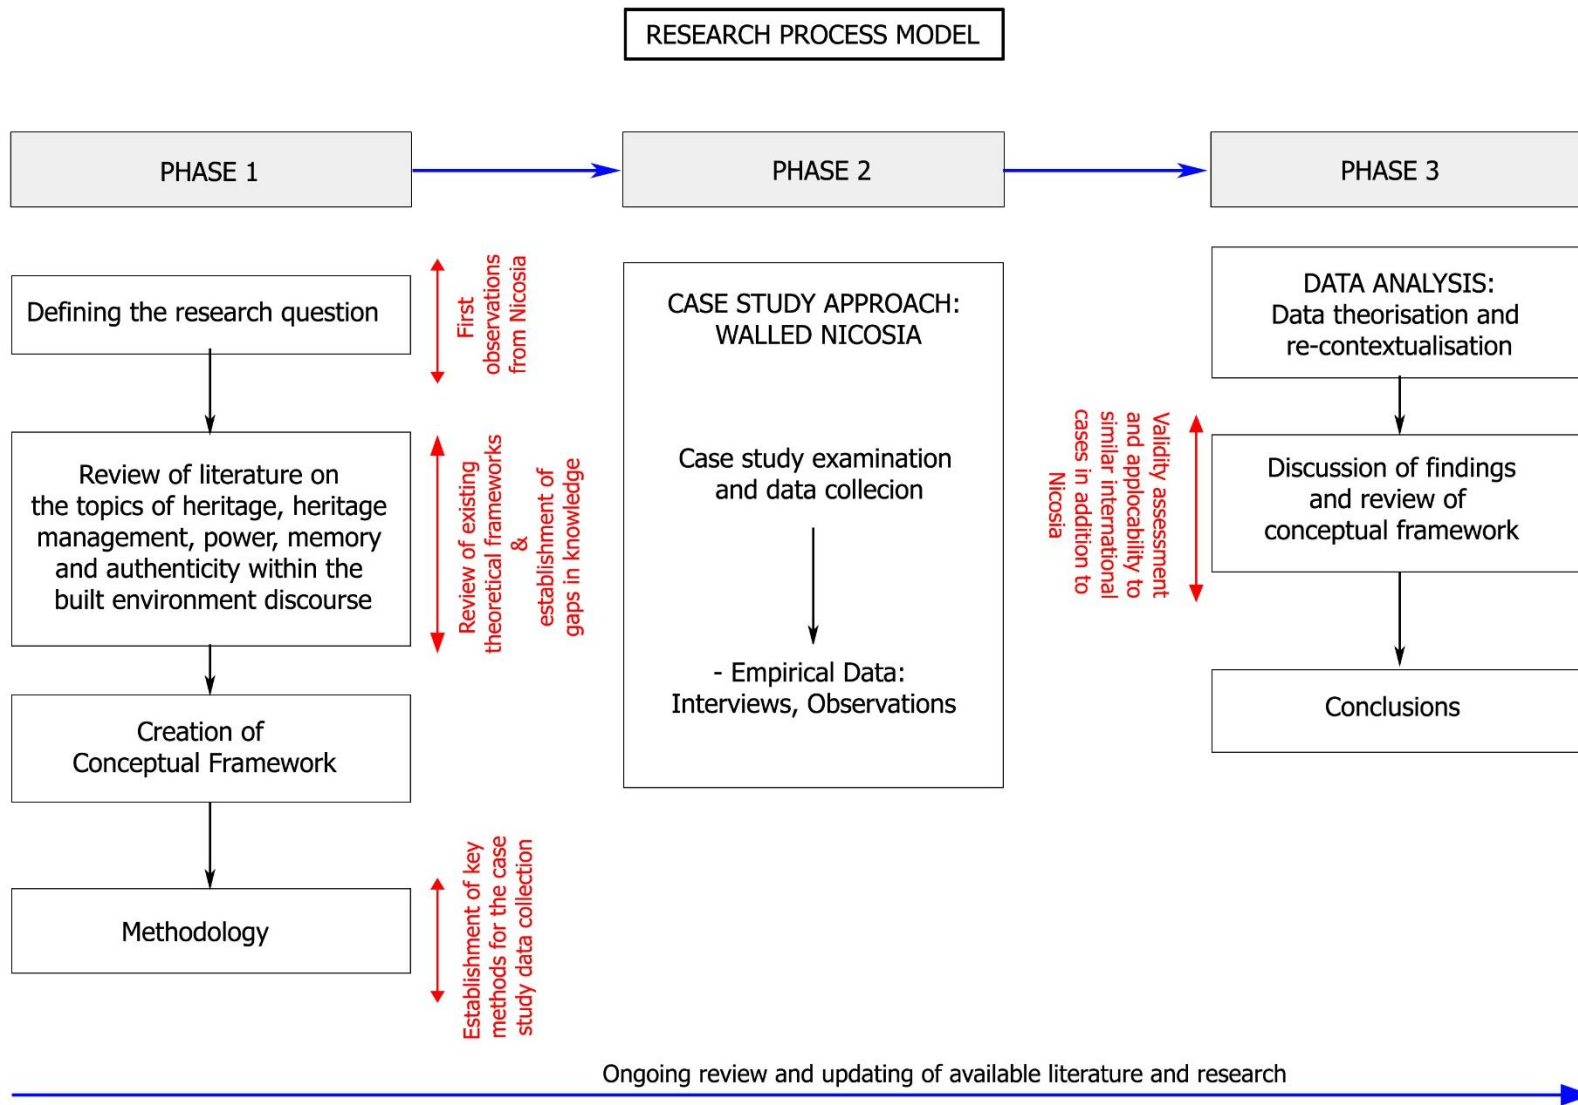 RESEARCH PROCESS MODEL
PHASE 1
PHASE 2
PHASE 3
Defining the research question
First
observations
from Nicosia
Review of literature on
the topics of heritage, heritage
management, power, memory
and authenticity within the
built environment discourse
Review of existing
theoretical frameworks
&
establishment of
gaps in knowledge
Creation of
Conceptual Framework
Methodology
Establishment of key
methods for the case
study data collection
CASE STUDY APPROACH:
WALLED NICOSIA
Case study examination
and data collecion
- Empirical Data:
Interviews, Observations
DATA ANALYSIS:
Data theorisation and
re-contextualisation
Validity assessment
and applocability to
similar international
cases in addition to
Nicosia
Discussion of findings
and review of
conceptual framework
Conclusions
Ongoing review and updating of available literature and research